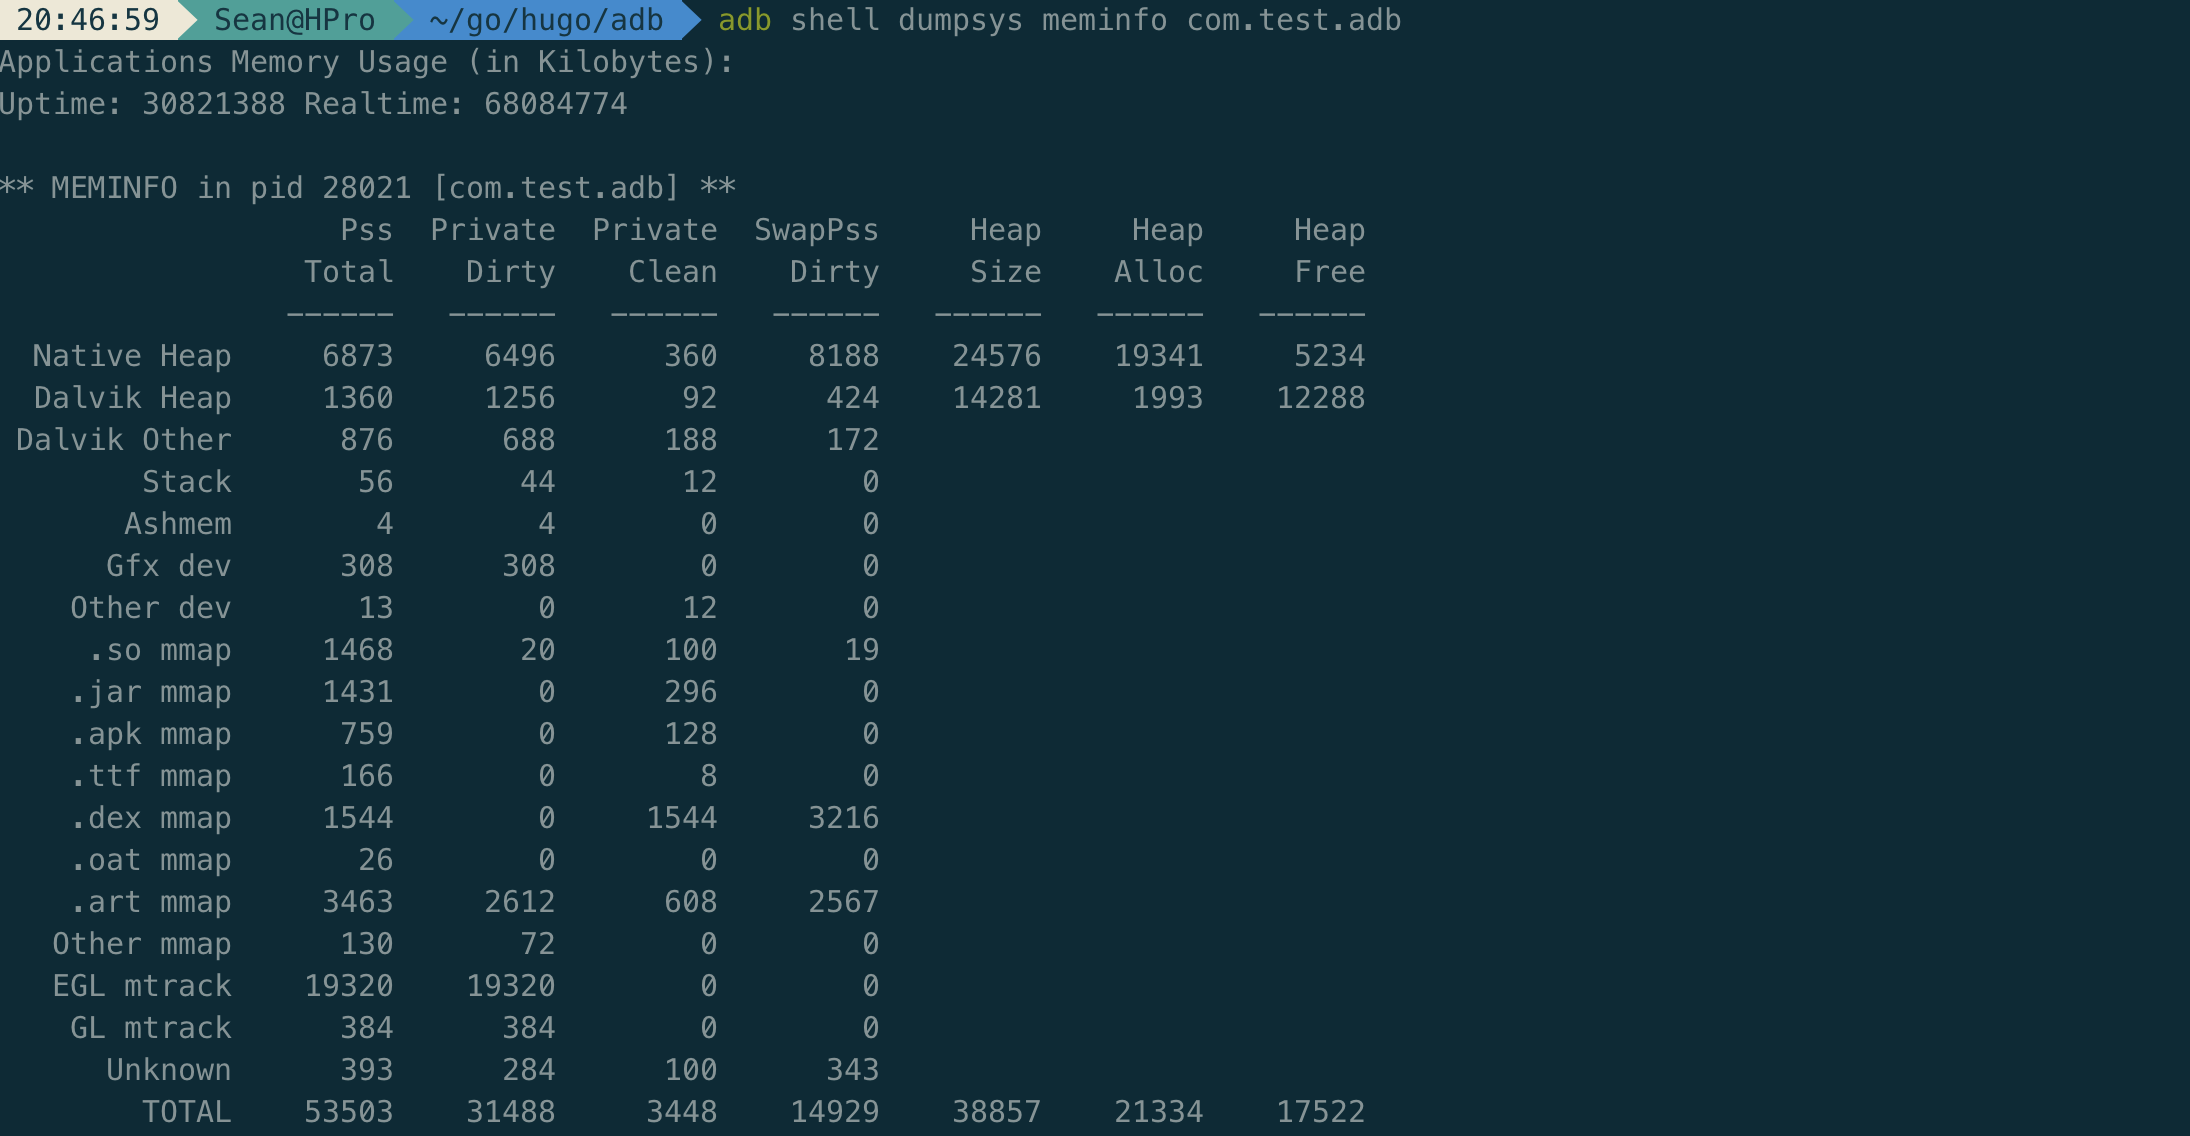 20:46:59 Sean@HPro ~/go/hugo/adb adb shell dumpsys meminfo com.test.adb
Applications Memory Usage (in Kilobytes):
Uptime: 30821388 Realtime: 68084774
** MEMINFO in pid 28021 [com.test.adb] **
Pss Private Private SwapPss Heap Heap Heap
Total Dirty Clean Dirty Size Alloc Free
------ ------ ------ ------ ------ ------ ------
Native Heap 6873 6496 360 8188 24576 19341 5234
Dalvik Heap 1360 1256 92 424 14281 1993 12288
Dalvik Other 876 688 188 172
Stack 56 44 12 0
Ashmem 4 4 0 0
Gfx dev 308 308 0 0
Other dev 13 0 12 0
.so mmap 1468 20 100 19
.jar mmap 1431 0 296 0
.apk mmap 759 0 128 0
.ttf mmap 166 0 8 0
.dex mmap 1544 0 1544 3216
.oat mmap 26 0 0 0
.art mmap 3463 2612 608 2567
Other mmap 130 72 0 0
EGL mtrack 19320 19320 0 0
GL mtrack 384 384 0 0
Unknown 393 284 100 343
TOTAL 53503 31488 3448 14929 38857 21334 17522